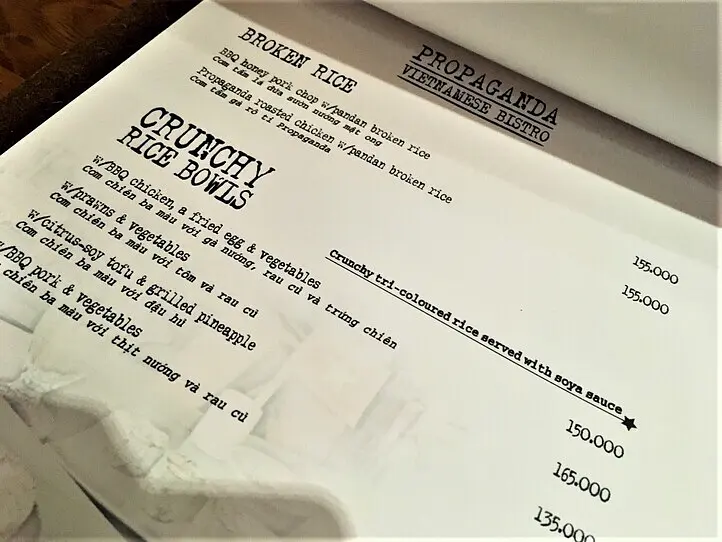 PROPAGANDA
VIETNAMESE BISTRO
BROKEN RICE
BBQ honey pork chop w/pandan broken rice
155.000
Cơm tấm lá dứa sườn nướng mật ong
Propaganda roasted chicken w/pandan broken rice
155.000
Cơm tấm gà rô ti Propaganda
CRUNCHY
RICE BOWLS
Crunchy tri-coloured rice served with soya sauce
W/BBQ chicken, a fried egg & vegetables
150.000
Cơm chiên ba màu với gà nướng, rau củ và trứng chiên
W/prawns & vegetables
165.000
Cơm chiên ba màu với tôm và rau củ
W/citrus-soy tofu & grilled pineapple
135.000
Cơm chiên ba màu với đậu hủ
W/BBQ pork & vegetables
chiên ba màu với thịt nướng và rau củ